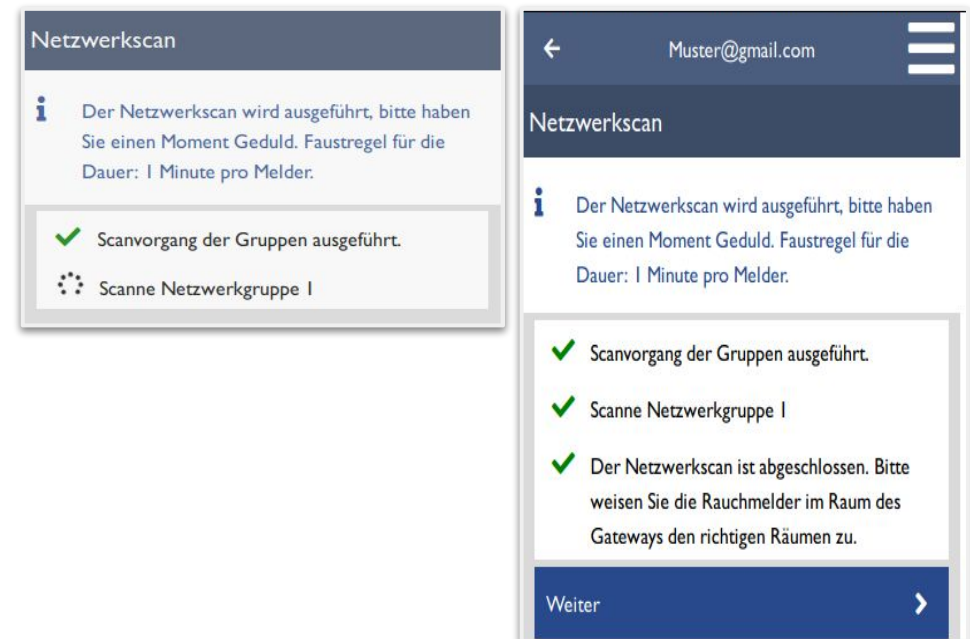 Netzwerkscan
Der Netzwerkscan wird ausgeführt, bitte haben
Sie einen Moment Geduld. Faustregel für die
Dauer: 1 Minute pro Melder.
Scanvorgang der Gruppen ausgeführt.
Scanne Netzwerkgruppe 1
Muster@gmail.com
Netzwerkscan
Der Netzwerkscan wird ausgeführt, bitte haben
Sie einen Moment Geduld. Faustregel für die
Dauer: 1 Minute pro Melder.
Scanvorgang der Gruppen ausgeführt.
Scanne Netzwerkgruppe 1
Der Netzwerkscan ist abgeschlossen. Bitte
weisen Sie die Rauchmelder im Raum des
Gateways den richtigen Räumen zu.
Weiter